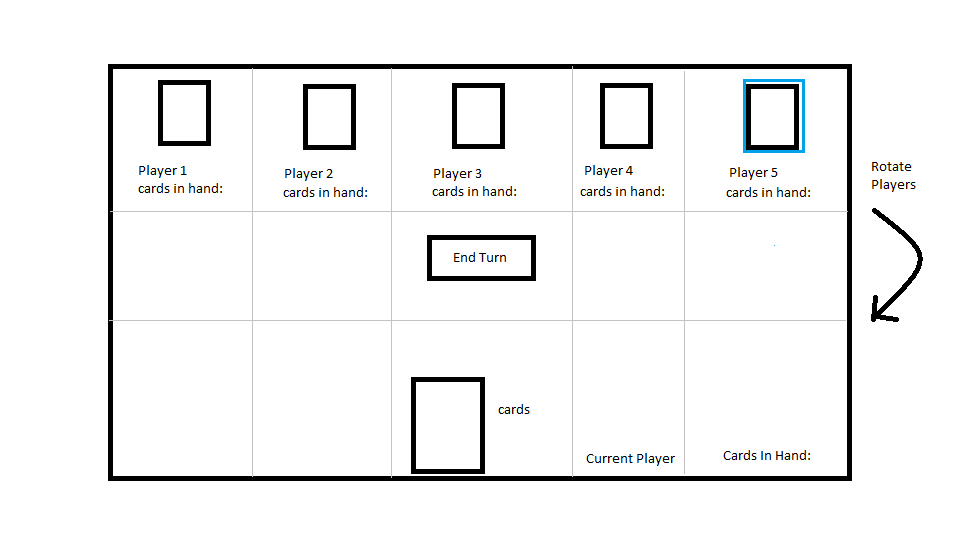 Player 1
cards in hand:
Player 2
cards in hand:
Player 3
cards in hand:
Player 4
cards in hand:
Player 5
cards in hand:
Rotate
Players
End Turn
cards
Current Player
Cards In Hand: